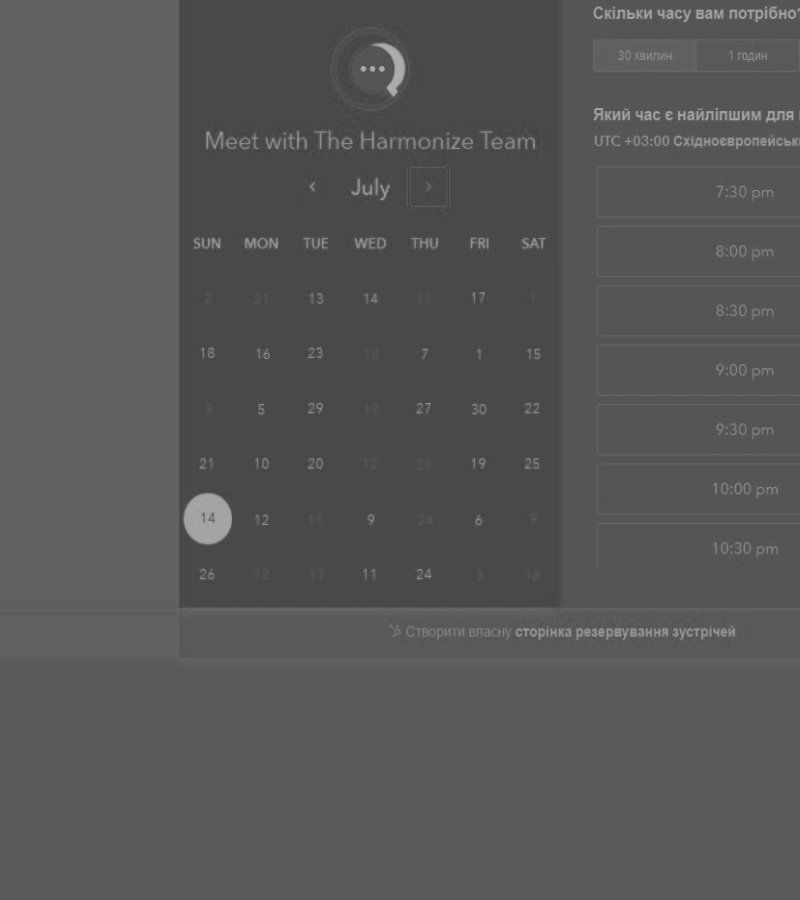 Meet with The Harmonize Team
July
SUN MON TUE WED THU FRI SAT
2 21 13 14 11 17 1
18 16 23 10 7 1 15
3 5 29 17 27 30 22
21 10 20 12 25 19 25
14 12 11 9 24 6 9
26 12 17 11 24 3 18
Скільки часу вам потрібно?
30 хвилин 1 годин
Який час є найліпшим для
UTC +03:00
7:30 pm
8:00 pm
8:30 pm
9:00 pm
9:30 pm
10:00 pm
10:30 pm
Створити власну сторінка резервування зустрічей